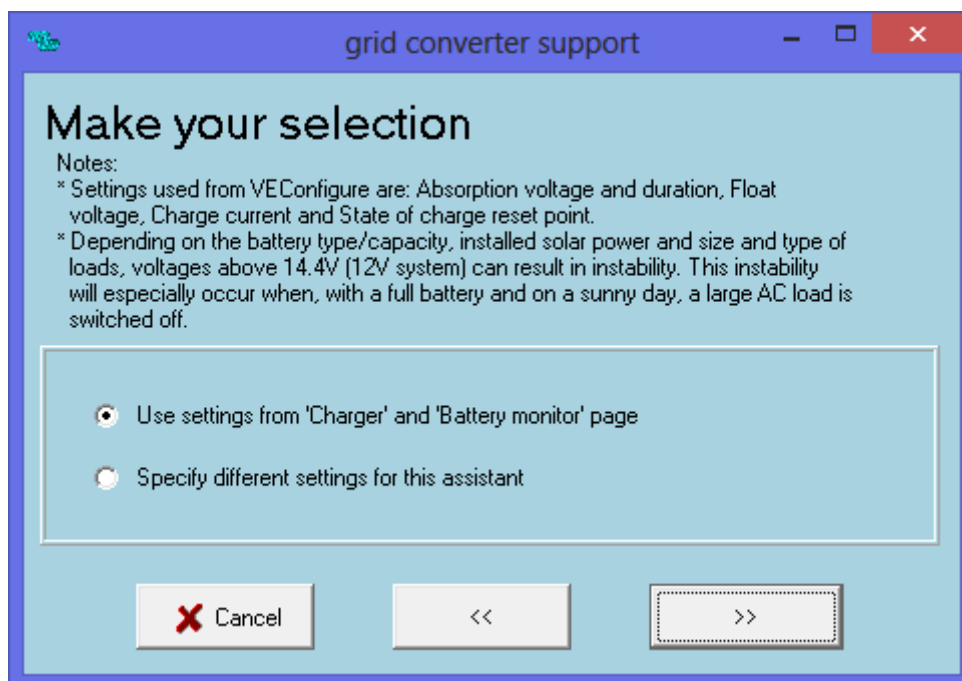 grid converter support
Make your selection
Notes:
* Settings used from VEConfigure are: Absorption voltage and duration, Float
voltage, Charge current and State of charge reset point.
* Depending on the battery type/capacity, installed solar power and size and type of
loads, voltages above 14.4V (12V system) can result in instability. This instability
will especially occur when, with a full battery and on a sunny day, a large AC load is
switched off.
Use settings from 'Charger' and 'Battery monitor' page
Specify different settings for this assistant
Cancel << >>